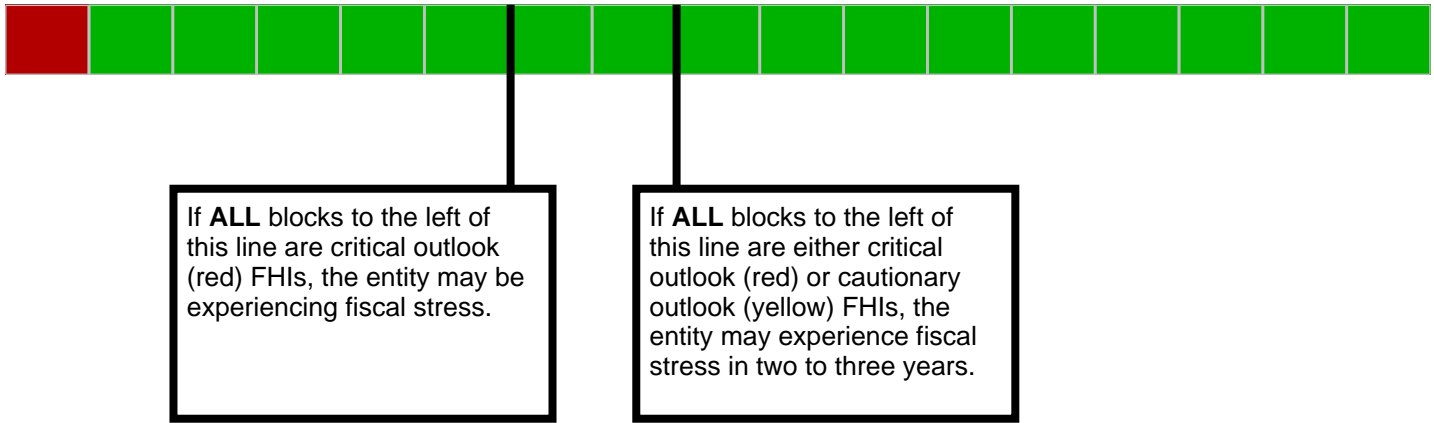 If ALL blocks to the left of
this line are critical outlook
(red) FHIs, the entity may be
experiencing fiscal stress.
If ALL blocks to the left of
this line are either critical
outlook (red) or cautionary
outlook (yellow) FHIs, the
entity may experience fiscal
stress in two to three years.